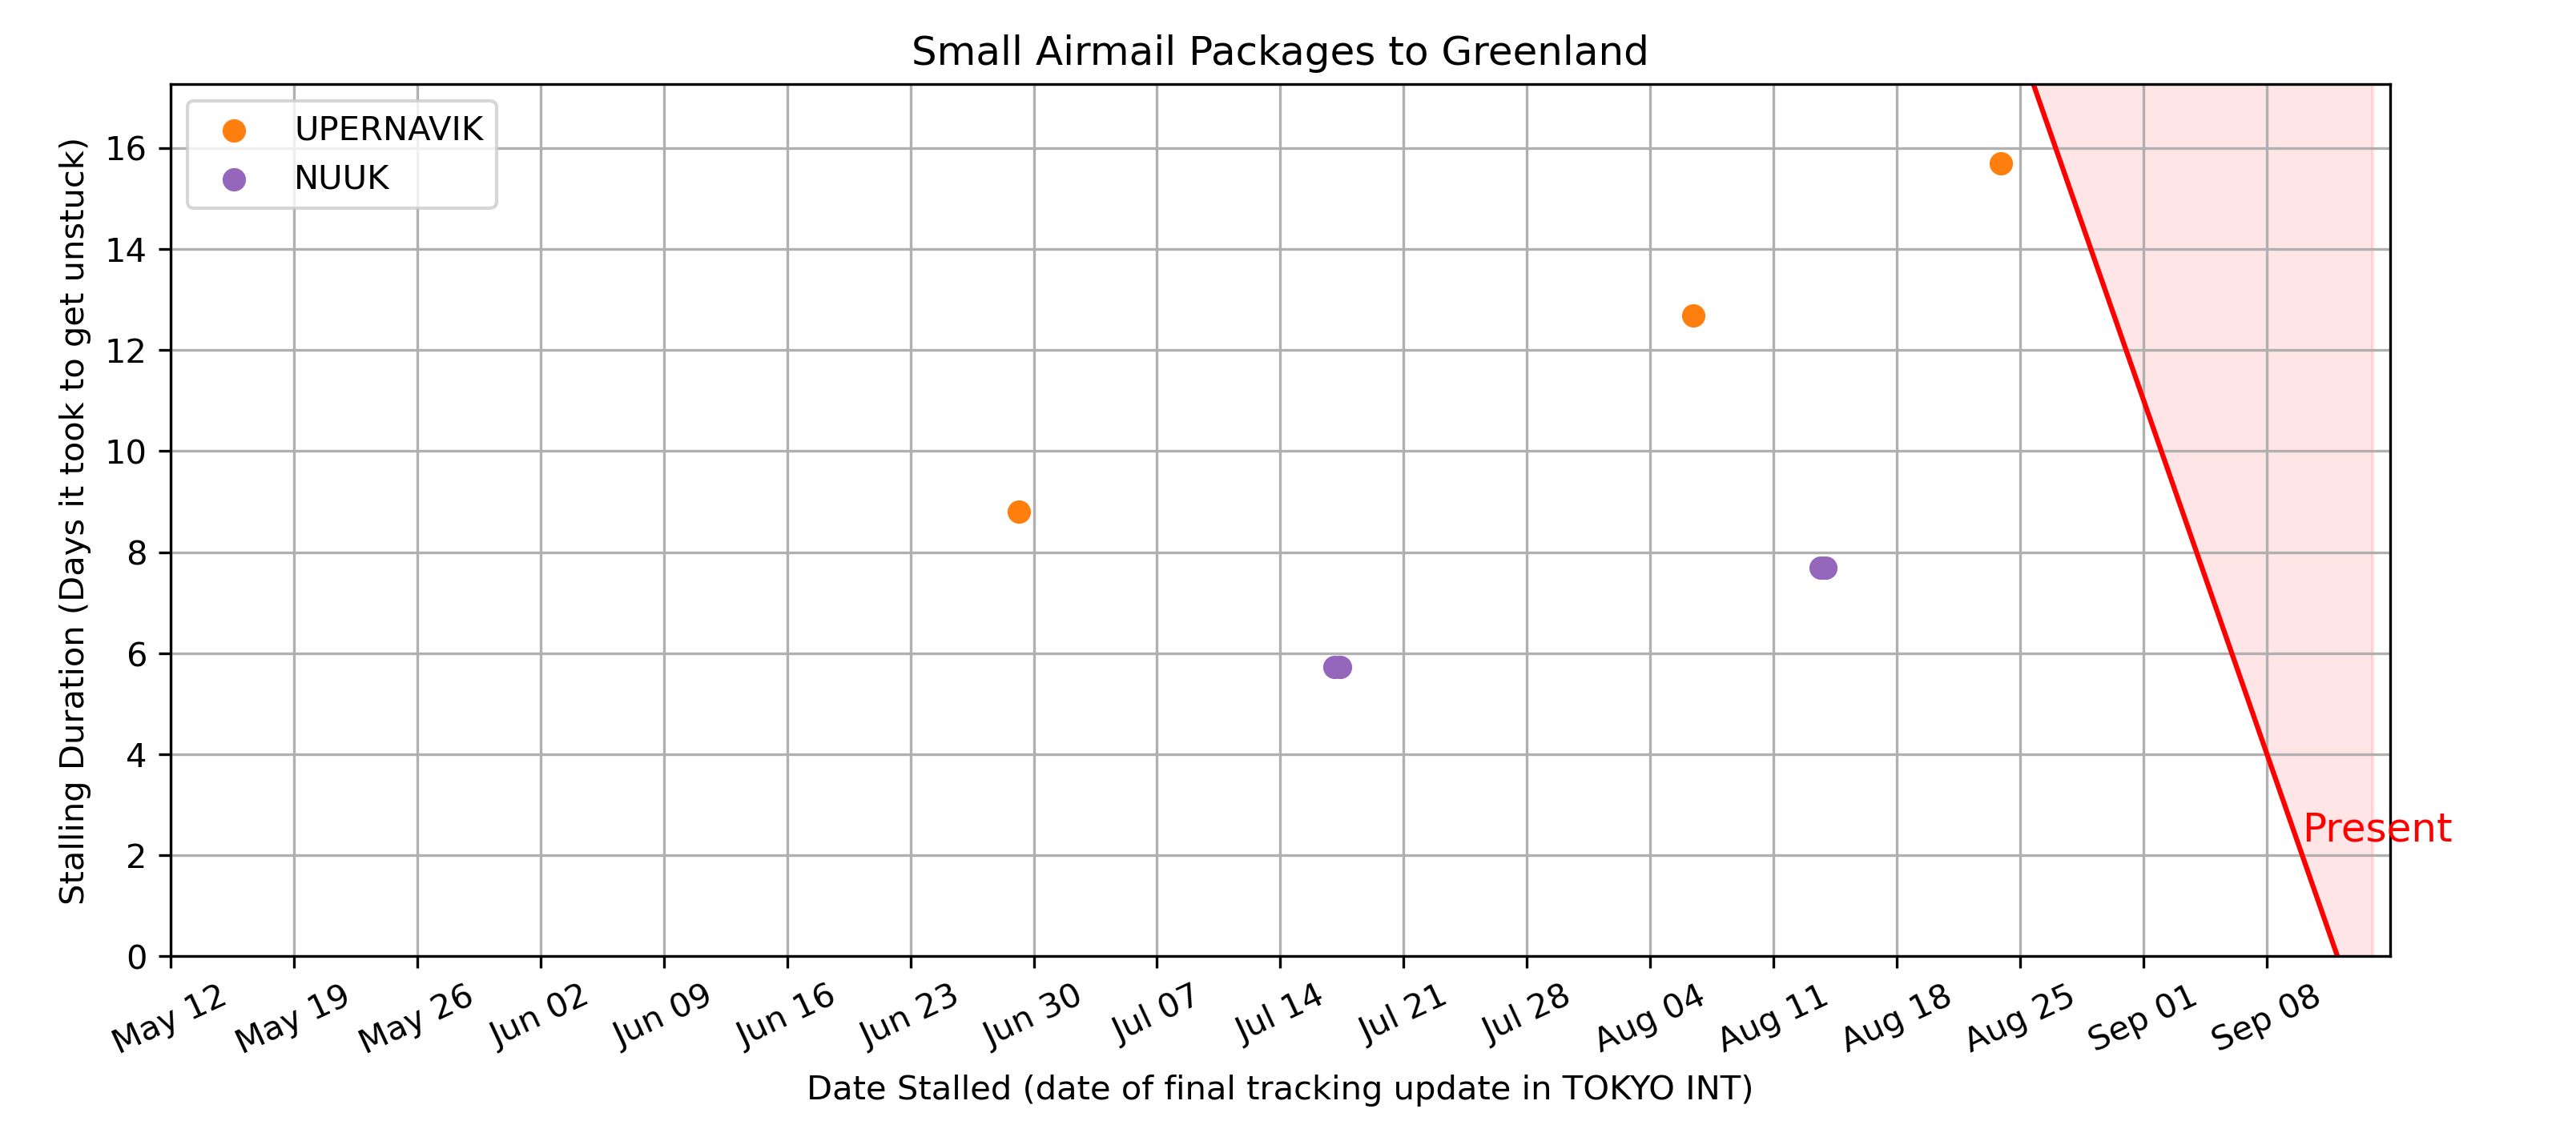 Small Airmail Packages to Greenland
UPERNAVIK
NUUK
Stalling Duration (Days it took to get unstuck)
16
14
12
10
8
6
4
2
0
Present
May 12
May 19
May 26
Jun 02
Jun 09
Jun 16
Jun 23
Jun 30
Jul 07
Jul 14
Jul 21
Jul 28
Aug 04
Aug 11
Aug 18
Aug 25
Sep 01
Sep 08
Date Stalled (date of final tracking update in TOKYO INT)